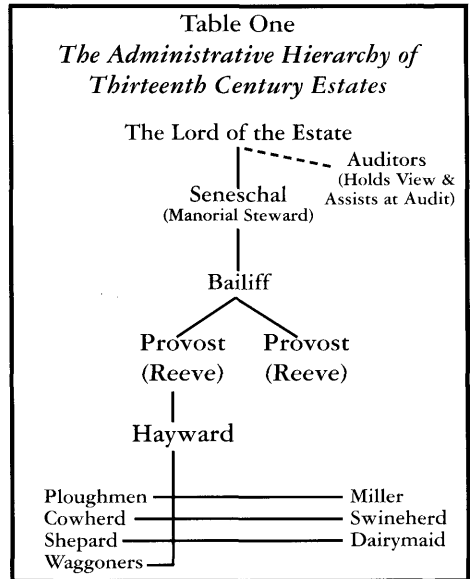 Table One
The Administrative Hierarchy of
Thirteenth Century Estates
The Lord of the Estate
Auditors
(Holds View &
Assists at Audit)
Seneschal
(Manorial Steward)
Bailiff
Provost Provost
(Reeve) (Reeve)
Hayward
Ploughmen Miller
Cowherd Swineherd
Shepard Dairymaid
Waggoners